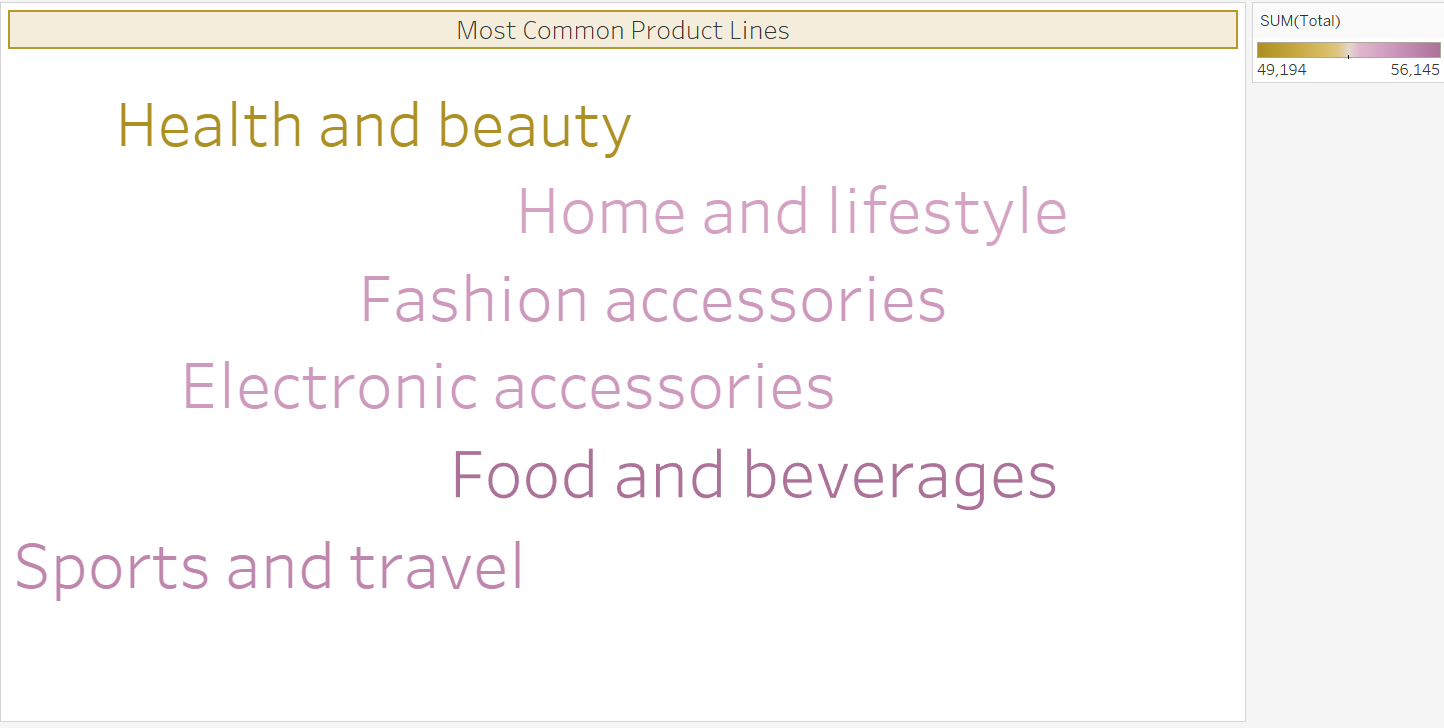 Most Common Product Lines
SUM(Total)
49,194 56,145
Health and beauty
Home and lifestyle
Fashion accessories
Electronic accessories
Food and beverages
Sports and travel